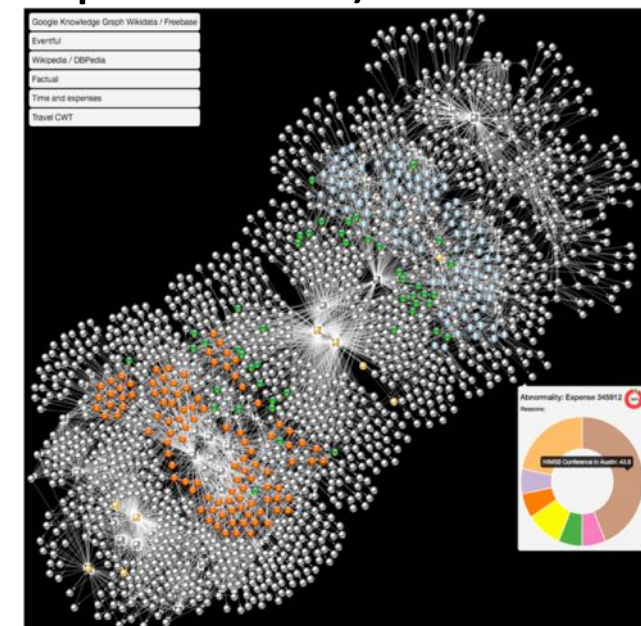 Google Knowledge Graph Wikidata / Freebase
Eventful
Wikipedia / DBPedia
Factual
Time and expenses
Travel CWT
Abnormality: Expense 345912
Reasons:
HIMSS Conference in Austin: 43.8